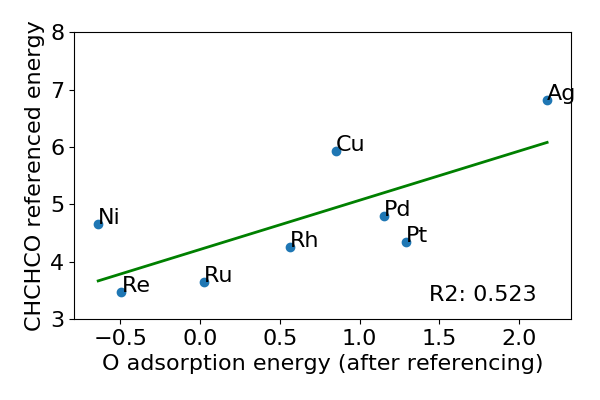 8
7
6
5
4
3
CHCHCO referenced energy
Ag
Cu
Ni
Pd
Pt
Rh
Ru
Re
R2: 0.523
−0.5 0.0 0.5 1.0 1.5 2.0
O adsorption energy (after referencing)